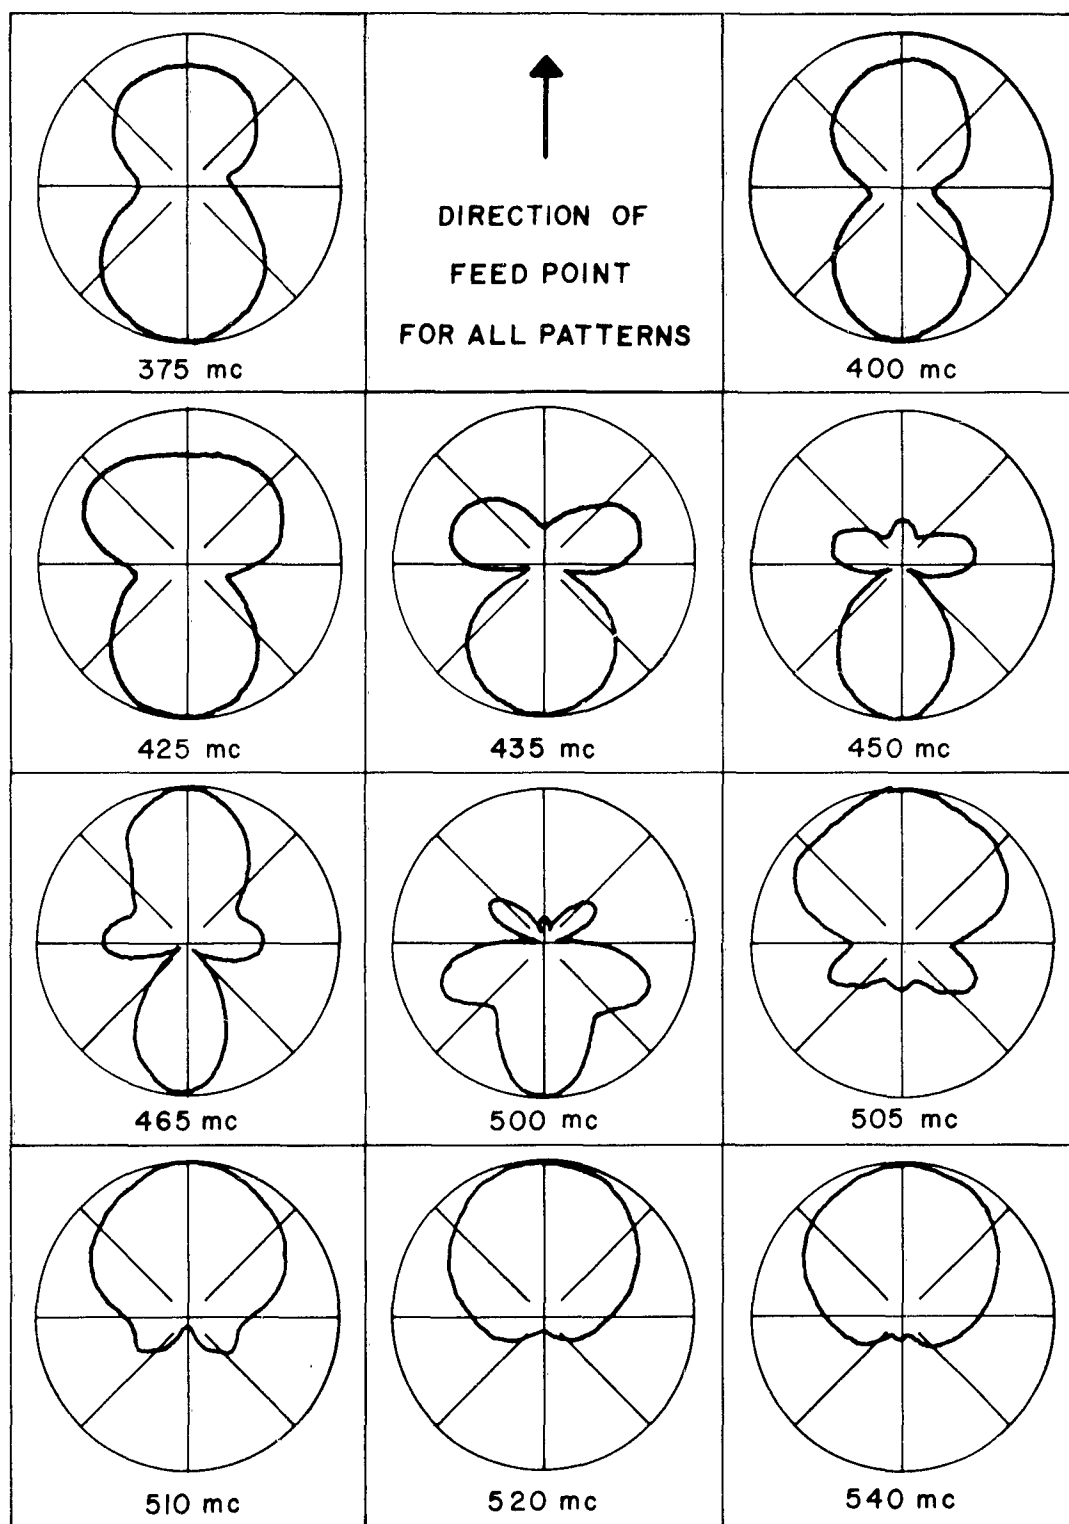 375 mc
DIRECTION OF
FEED POINT
FOR ALL PATTERNS
400 mc
425 mc
435 mc
450 mc
465 mc
500 mc
505 mc
510 mc
520 mc
540 mc